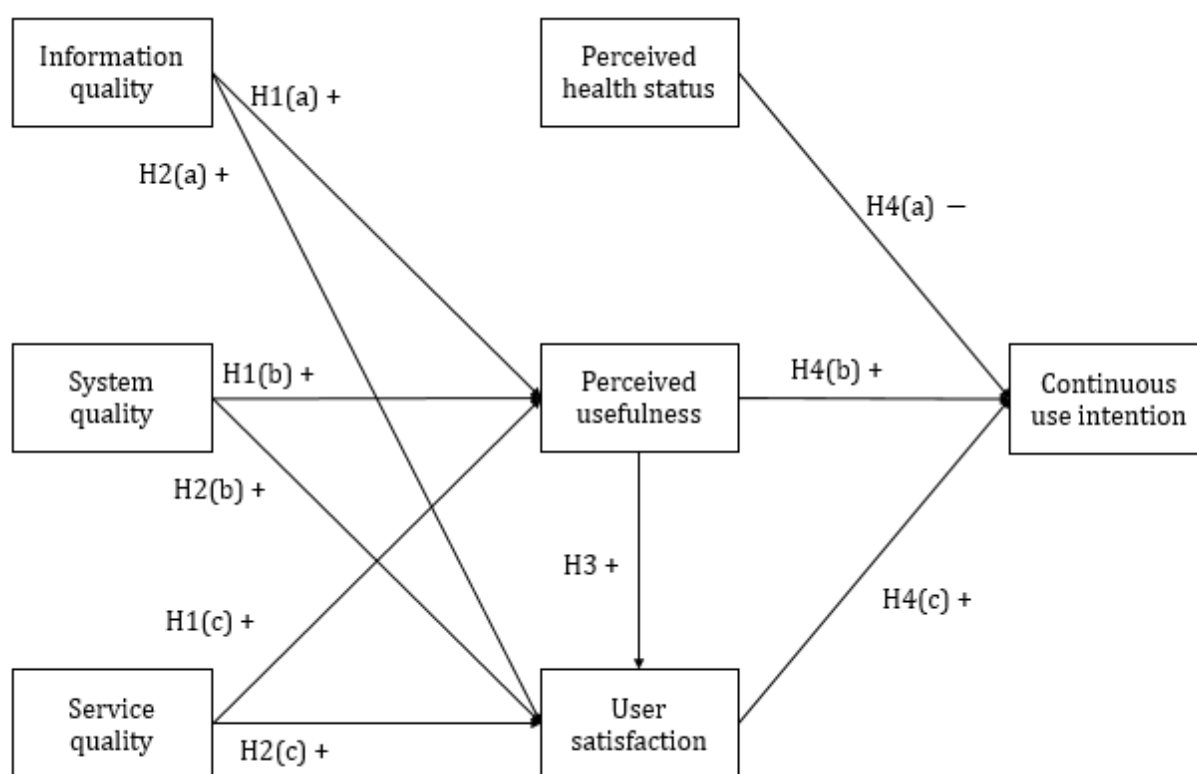 Information
quality
Perceived
health status
H1(a) +
H2(a) +
H4(a) −
System
quality
H1(b) +
Perceived
usefulness
H4(b) +
Continuous
use intention
H2(b) +
H3 +
H1(c) +
H4(c) +
Service
quality
H2(c) +
User
satisfaction